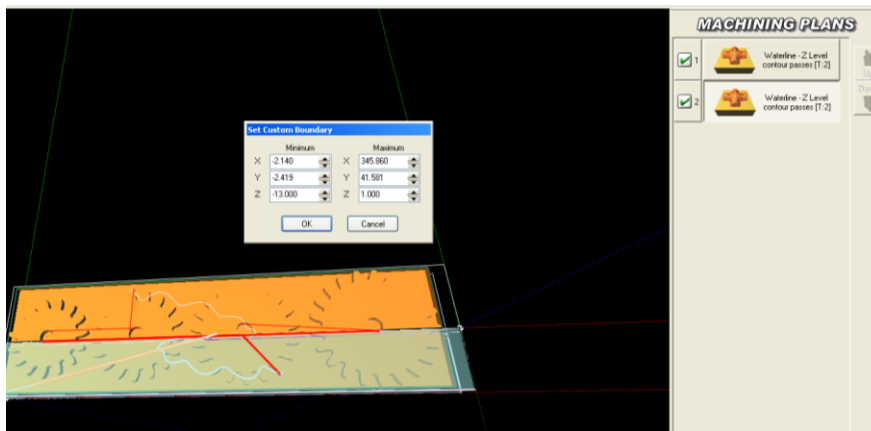 MACHINING PLANS
1
Waterline - Z Level
contour passes [T:2]
2
Waterline - Z Level
contour passes [T:2]
Set Custom Boundary
Minimum Maximum
X -2.140 X 345.860
Y -2.419 Y 41.581
Z -13.000 Z 1.000
OK Cancel